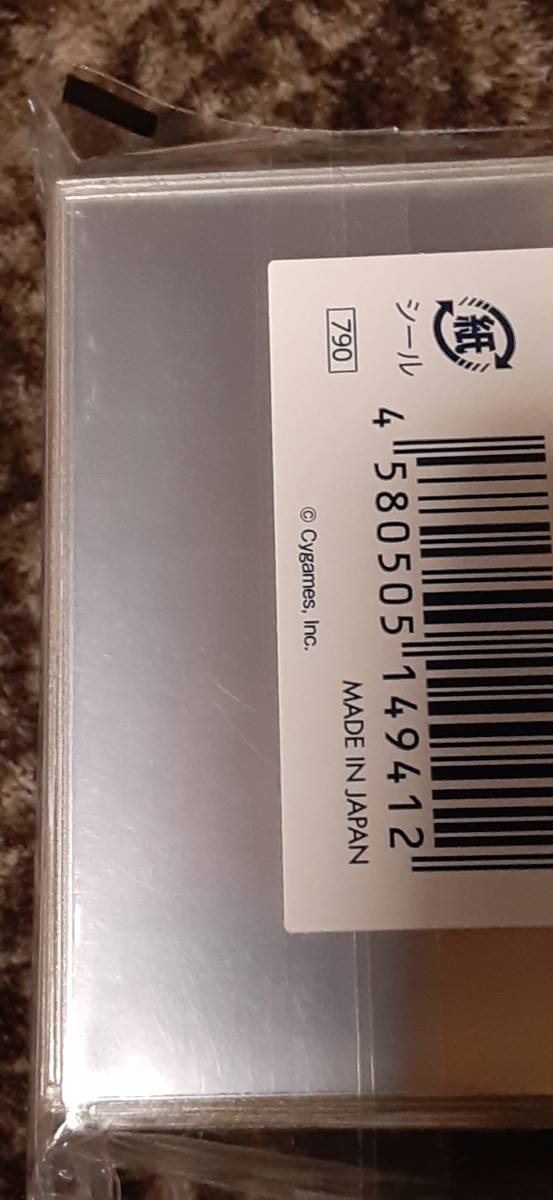 紙
シール
790
4 580505 149412
© Cygames, Inc.
MADE IN JAPAN